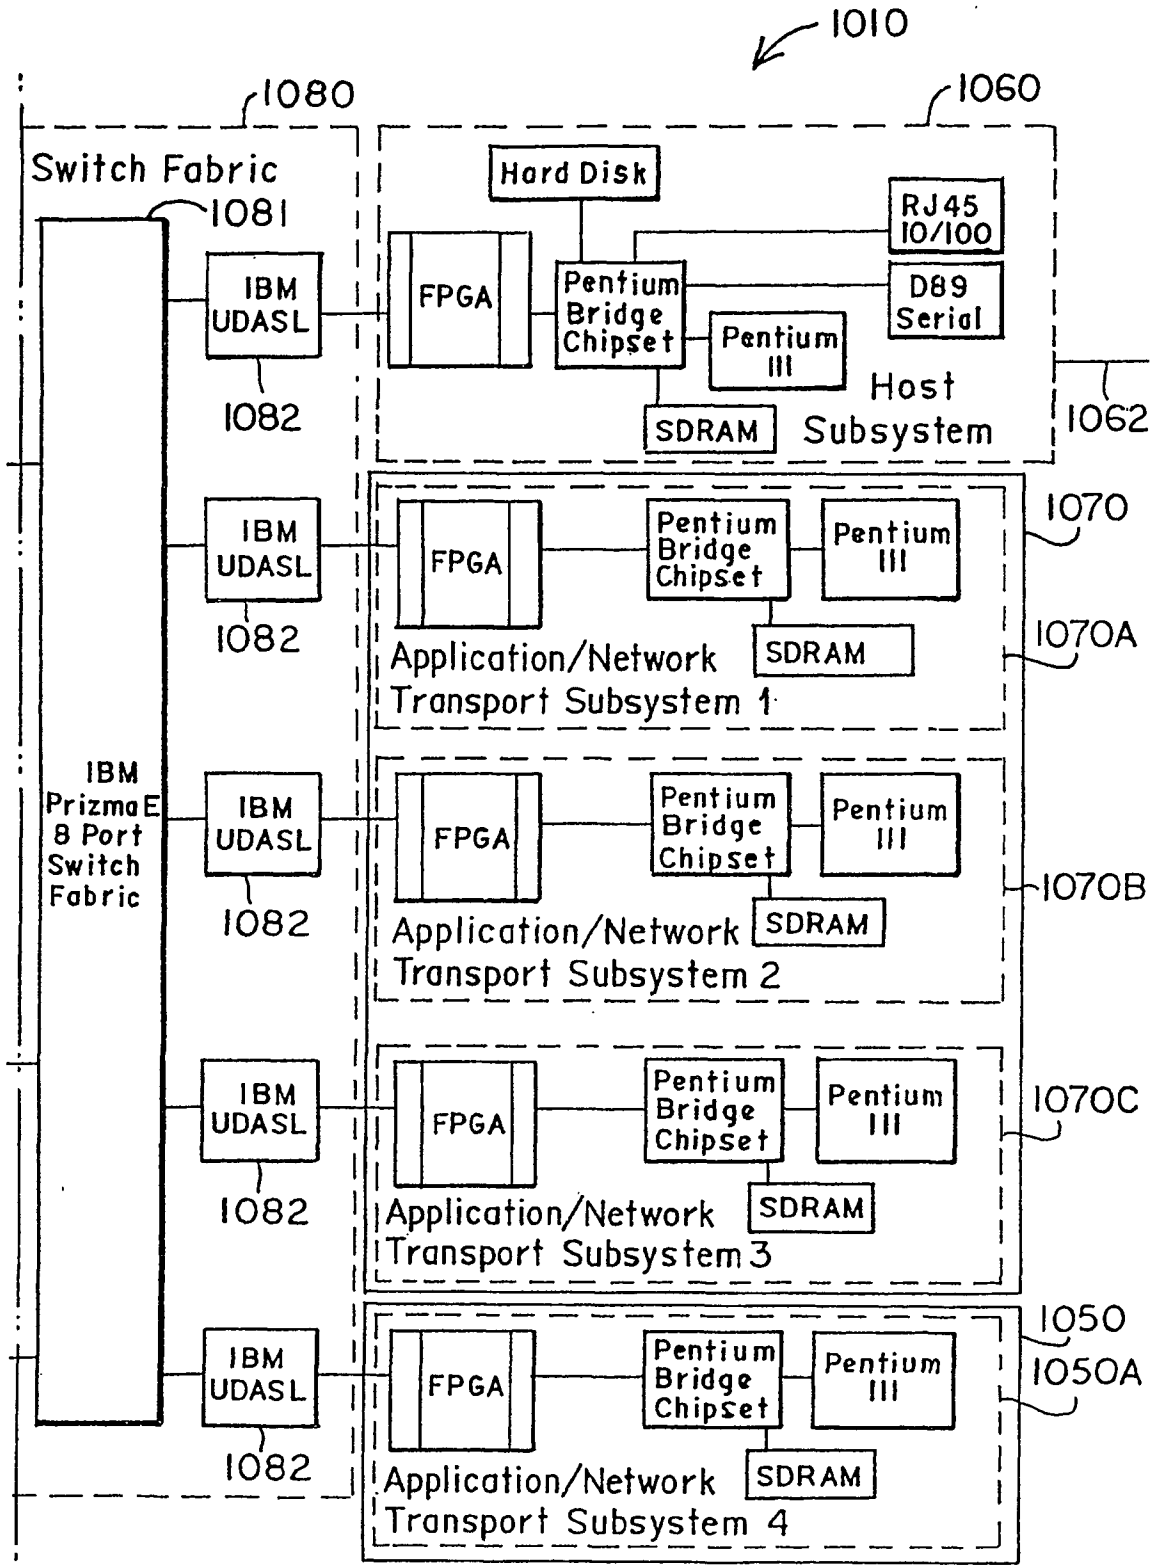 1010
1080
1060
Switch Fabric
1081
Hard Disk
RJ45
10/100
IBM
UDASL
FPGA
Pentium
Bridge
Chipset
D89
Serial
Pentium
III
1082
SDRAM
Host
Subsystem
1062
IBM
UDASL
FPGA
Pentium
Bridge
Chipset
Pentium
III
1070
1082
Application/Network
Transport Subsystem 1
SDRAM
1070A
IBM
PrizmaE
8 Port
Switch
Fabric
IBM
UDASL
FPGA
Pentium
Bridge
Chipset
Pentium
III
1070B
1082
Application/Network
Transport Subsystem 2
SDRAM
IBM
UDASL
FPGA
Pentium
Bridge
Chipset
Pentium
III
1070C
1082
Application/Network
Transport Subsystem 3
SDRAM
1050
IBM
UDASL
FPGA
Pentium
Bridge
Chipset
Pentium
III
1050A
1082
Application/Network
Transport Subsystem 4
SDRAM